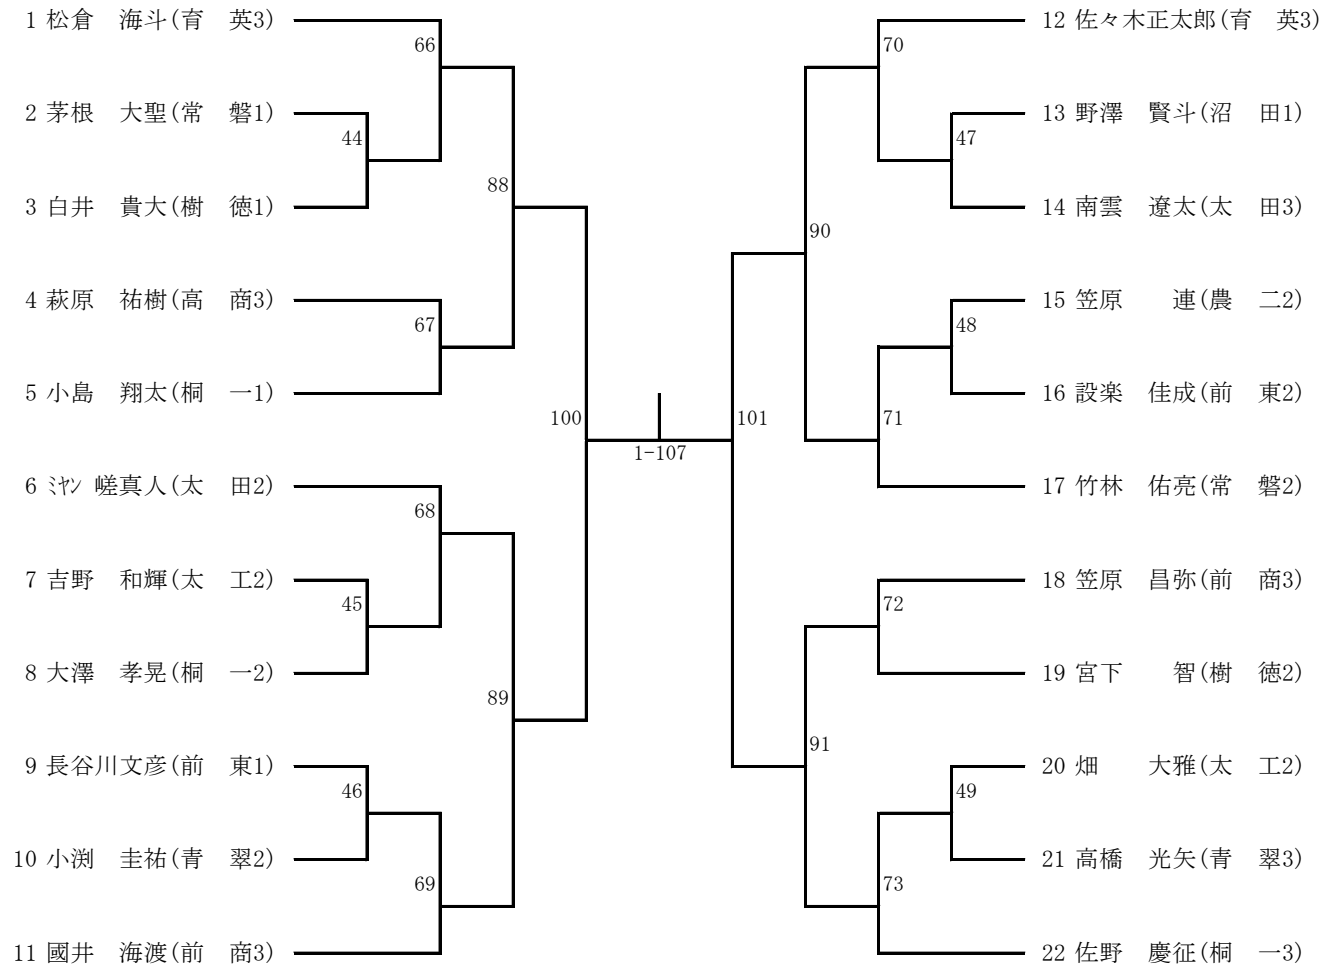 1 松倉　海斗(育　英3)
2 茅根　大聖(常　磐1)
3 白井　貴大(樹　徳1)
4 萩原　祐樹(高　商3)
5 小島　翔太(桐　一1)
6 ﾐﾔﾝ 嵯真人(太　田2)
7 吉野　和輝(太　工2)
8 大澤　孝晃(桐　一2)
9 長谷川文彦(前　東1)
10 小渕　圭祐(青　翠2)
11 國井　海渡(前　商3)
44
45
46
66
67
68
69
88
89
100
1-107
101
90
91
70
71
72
73
47
48
49
12 佐々木正太郎(育　英3)
13 野澤　賢斗(沼　田1)
14 南雲　遼太(太　田3)
15 笠原　　連(農　二2)
16 設楽　佳成(前　東2)
17 竹林　佑亮(常　磐2)
18 笠原　昌弥(前　商3)
19 宮下　　智(樹　徳2)
20 畑　　大雅(太　工2)
21 高橋　光矢(青　翠3)
22 佐野　慶征(桐　一3)